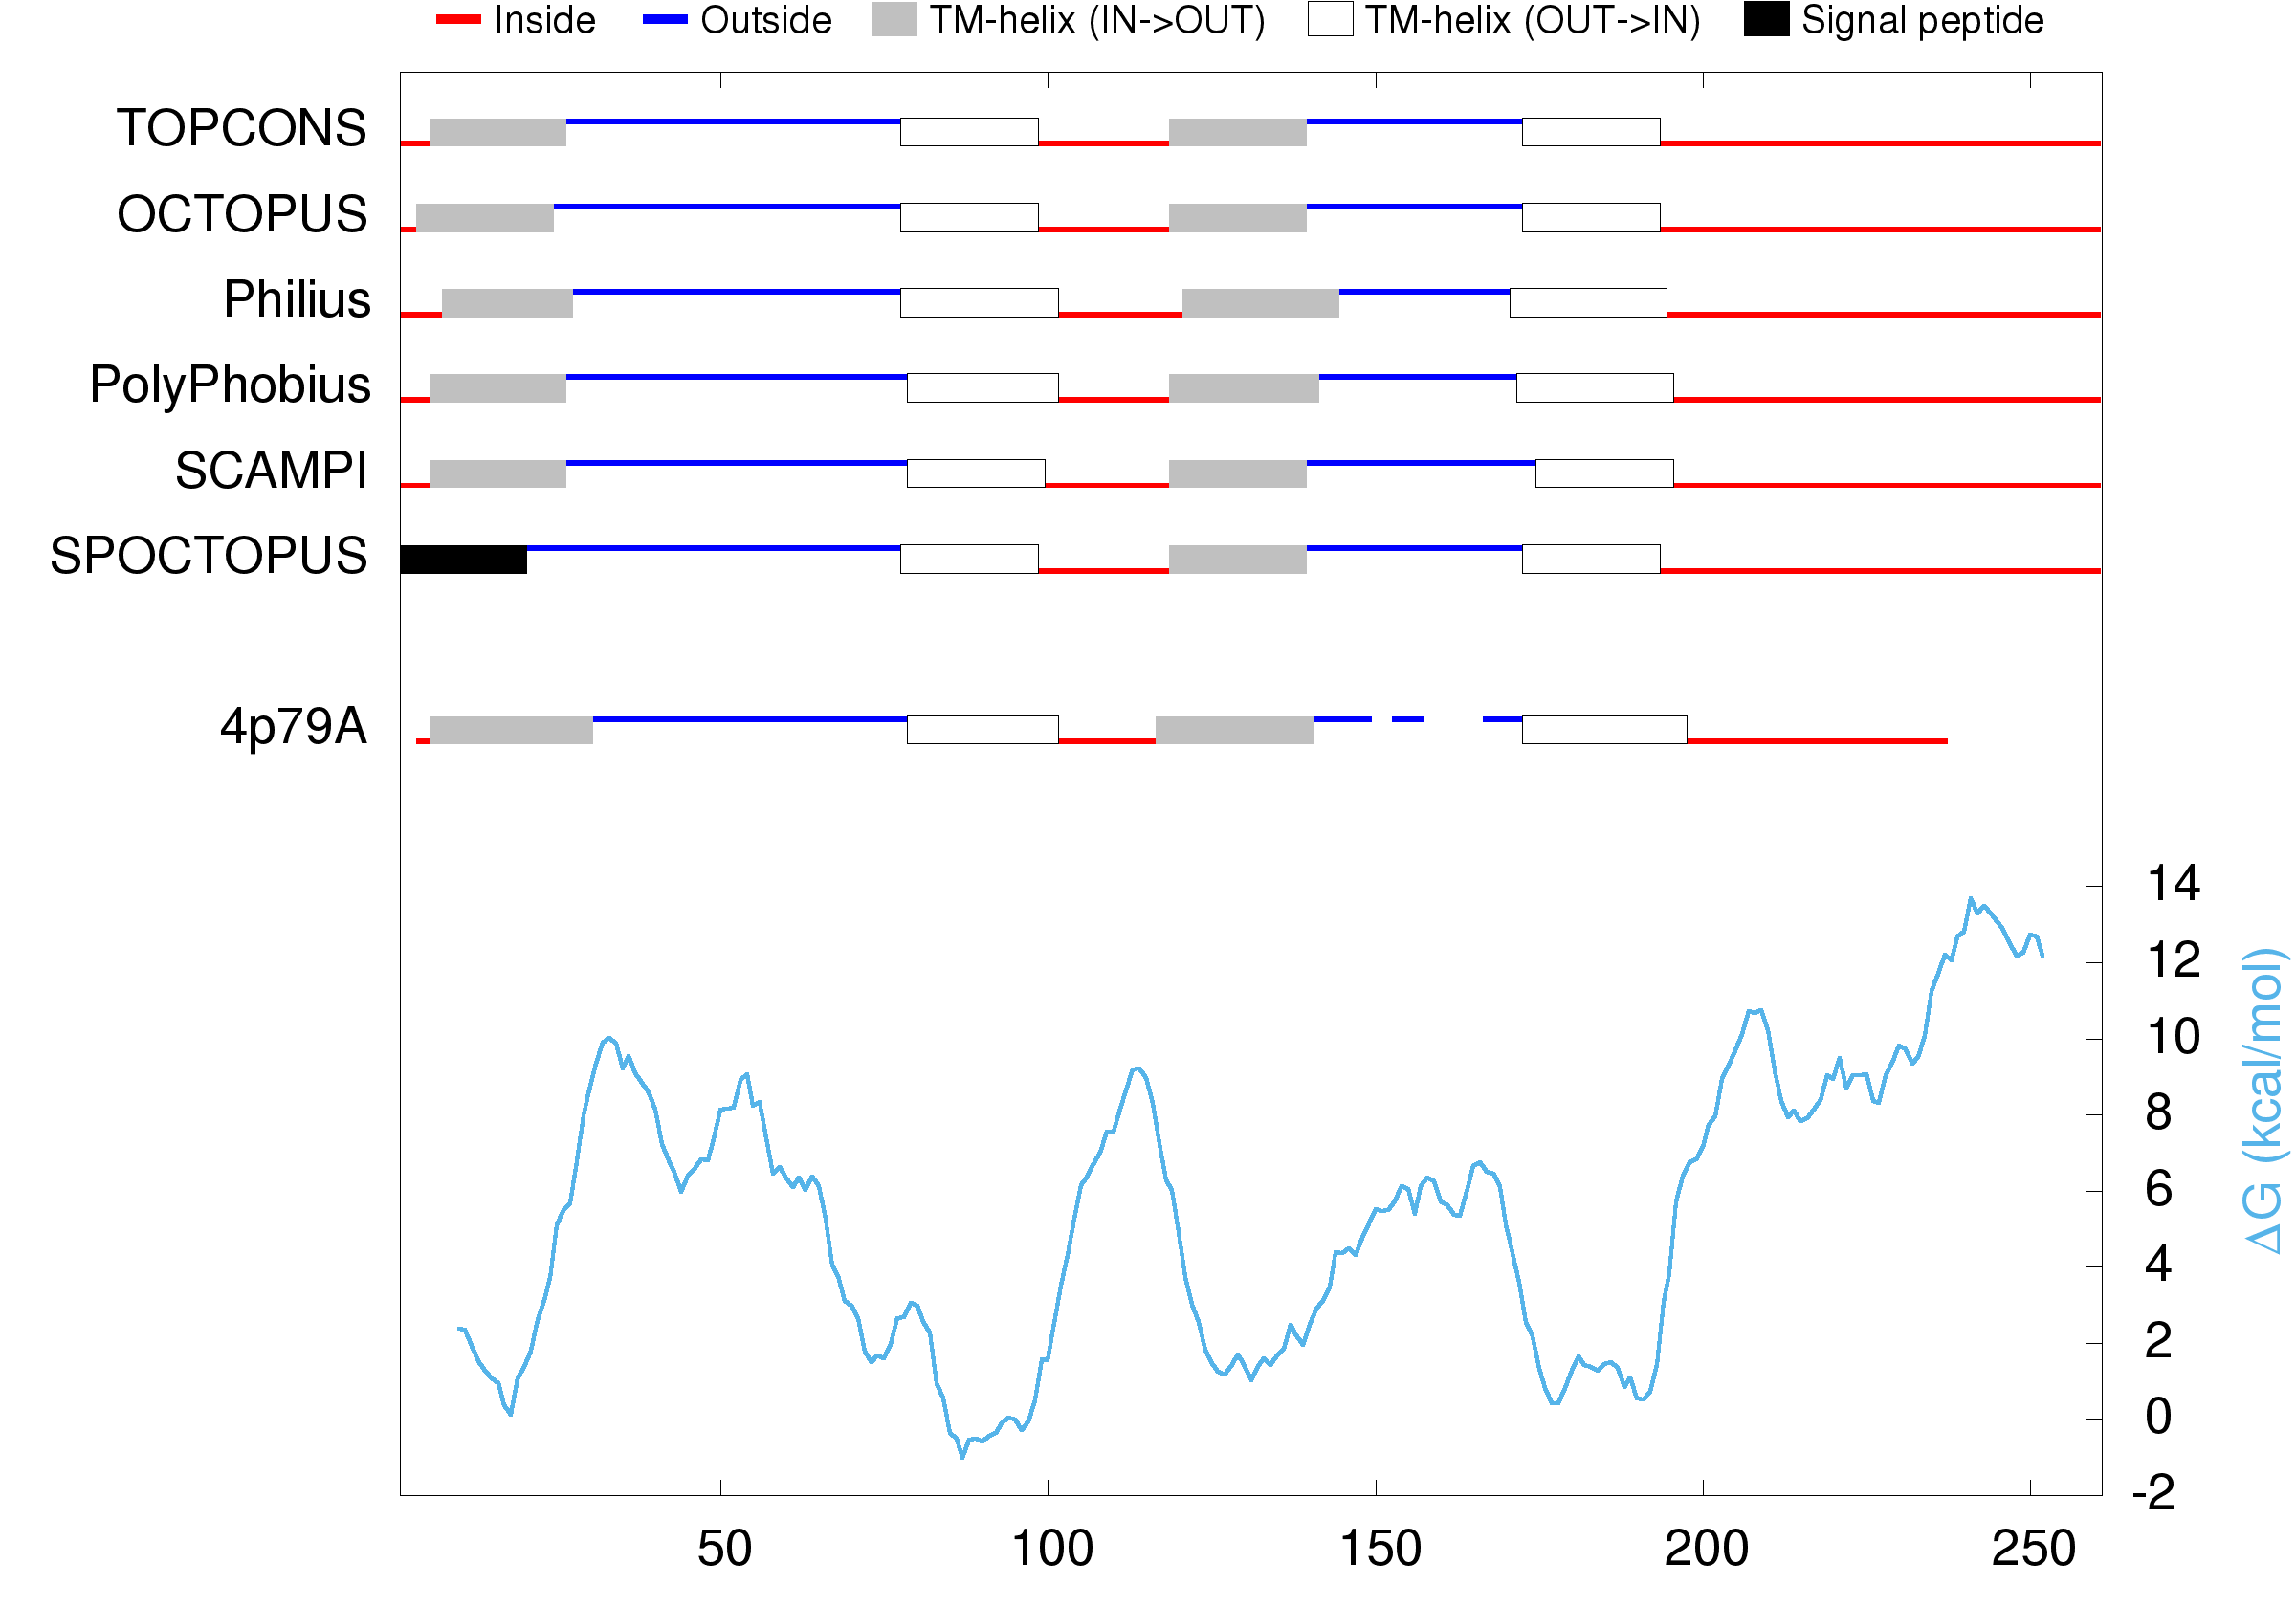 Inside Outside TM-helix (IN->OUT) TM-helix (OUT->IN) Signal peptide
TOPCONS
OCTOPUS
Philius
PolyPhobius
SCAMPI
SPOCTOPUS
4p79A
14
12
10
8
6
4
2
0
-2
ΔG (kcal/mol)
50 100 150 200 250